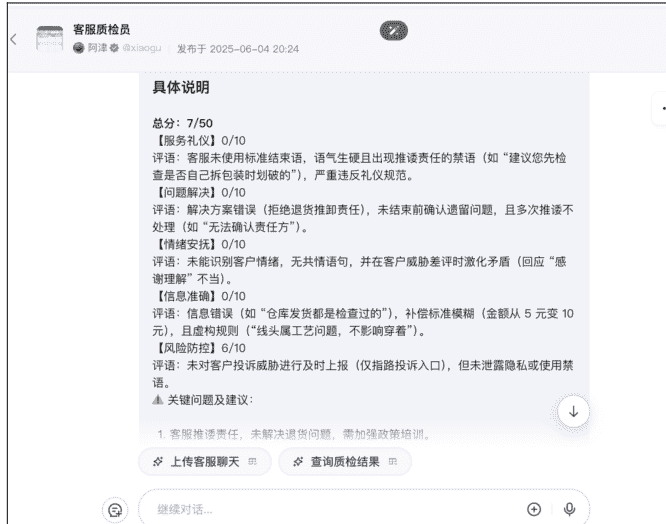 客服质检员
阿津 @xiaogu 发布于 2025-06-04 20:24
具体说明
总分：7/50
【服务礼仪】0/10
评语：客服未使用标准结束语，语气生硬且出现推诿责任的禁语（如“建议您先检
查是否自己拆包装时划破的”），严重违反礼仪规范。
【问题解决】0/10
评语：解决方案错误（拒绝退货推卸责任），未结束前确认遗留问题，且多次推诿不
处理（如“无法确认责任方”）。
【情绪安抚】0/10
评语：未能识别客户情绪，无共情语句，并在客户威胁差评时激化矛盾（回应“感
谢理解”不当）。
【信息准确】0/10
评语：信息错误（如“仓库发货都是检查过的”），补偿标准模糊（金额从 5 元变 10
元），且虚构规则（“线头属工艺问题，不影响穿着”）。
【风险防控】6/10
评语：未对客户投诉威胁进行及时上报（仅指路投诉入口），但未泄露隐私或使用禁
语。
⚠ 关键问题及建议：
1. 客服推诿责任，未解决退货问题，需加强政策培训。
上传客服聊天 查询质检结果
继续对话...